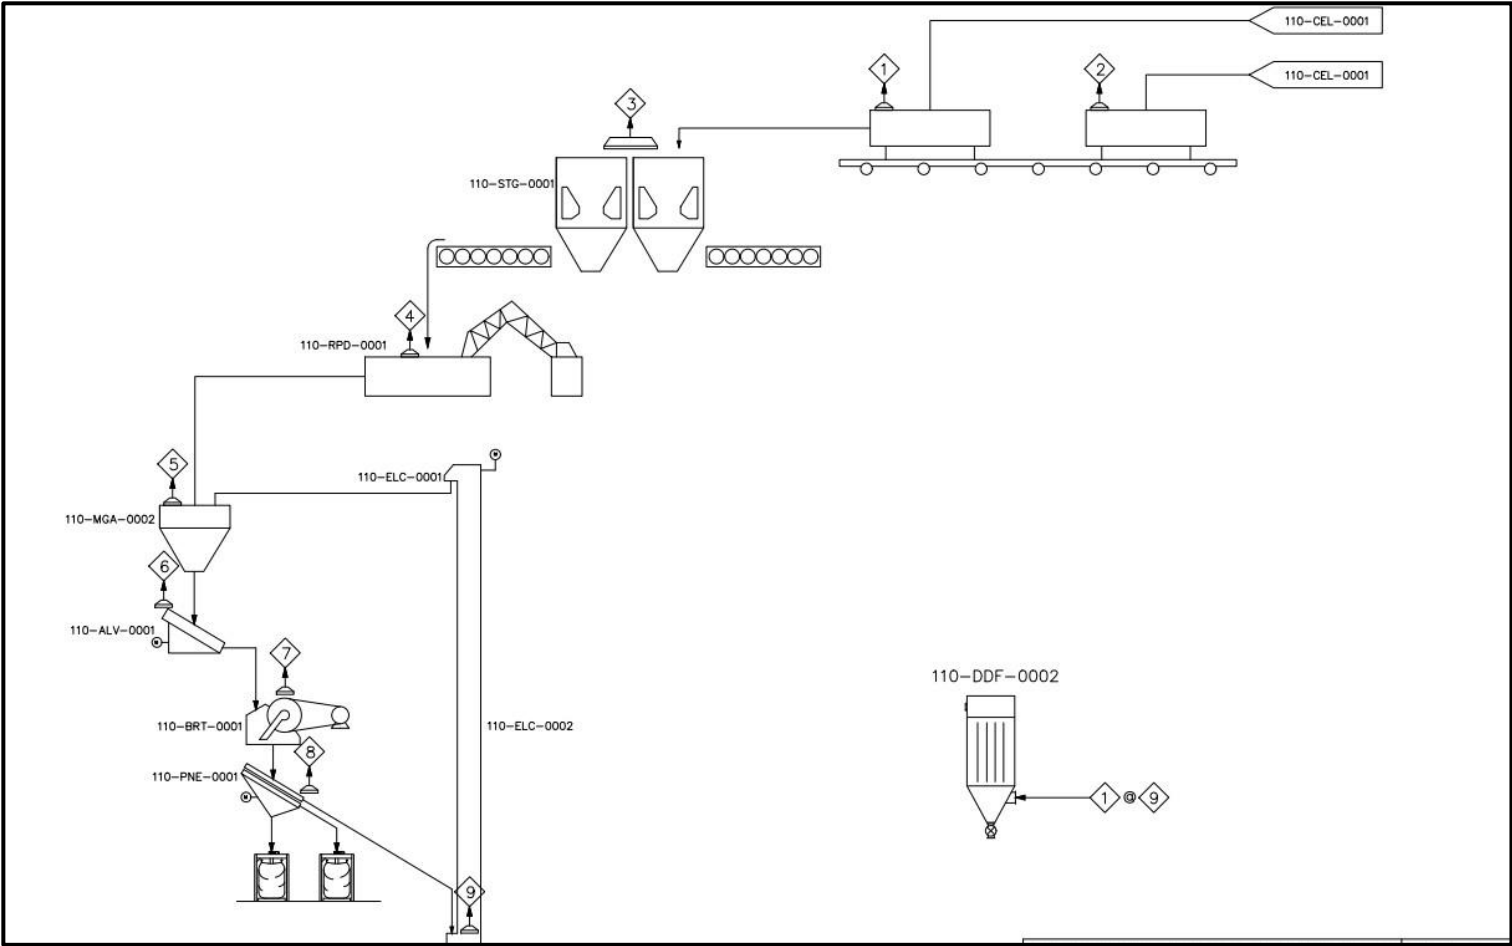 110-CEL-0001
1
2
110-CEL-0001
3
110-STG-0001
4
110-RPD-0001
5
110-ELC-0001
M
110-MGA-0002
6
110-ALV-0001
M
7
110-DDF-0002
110-BRT-0001
110-ELC-0002
8
110-PNE-0001
M
1 @ 9
9